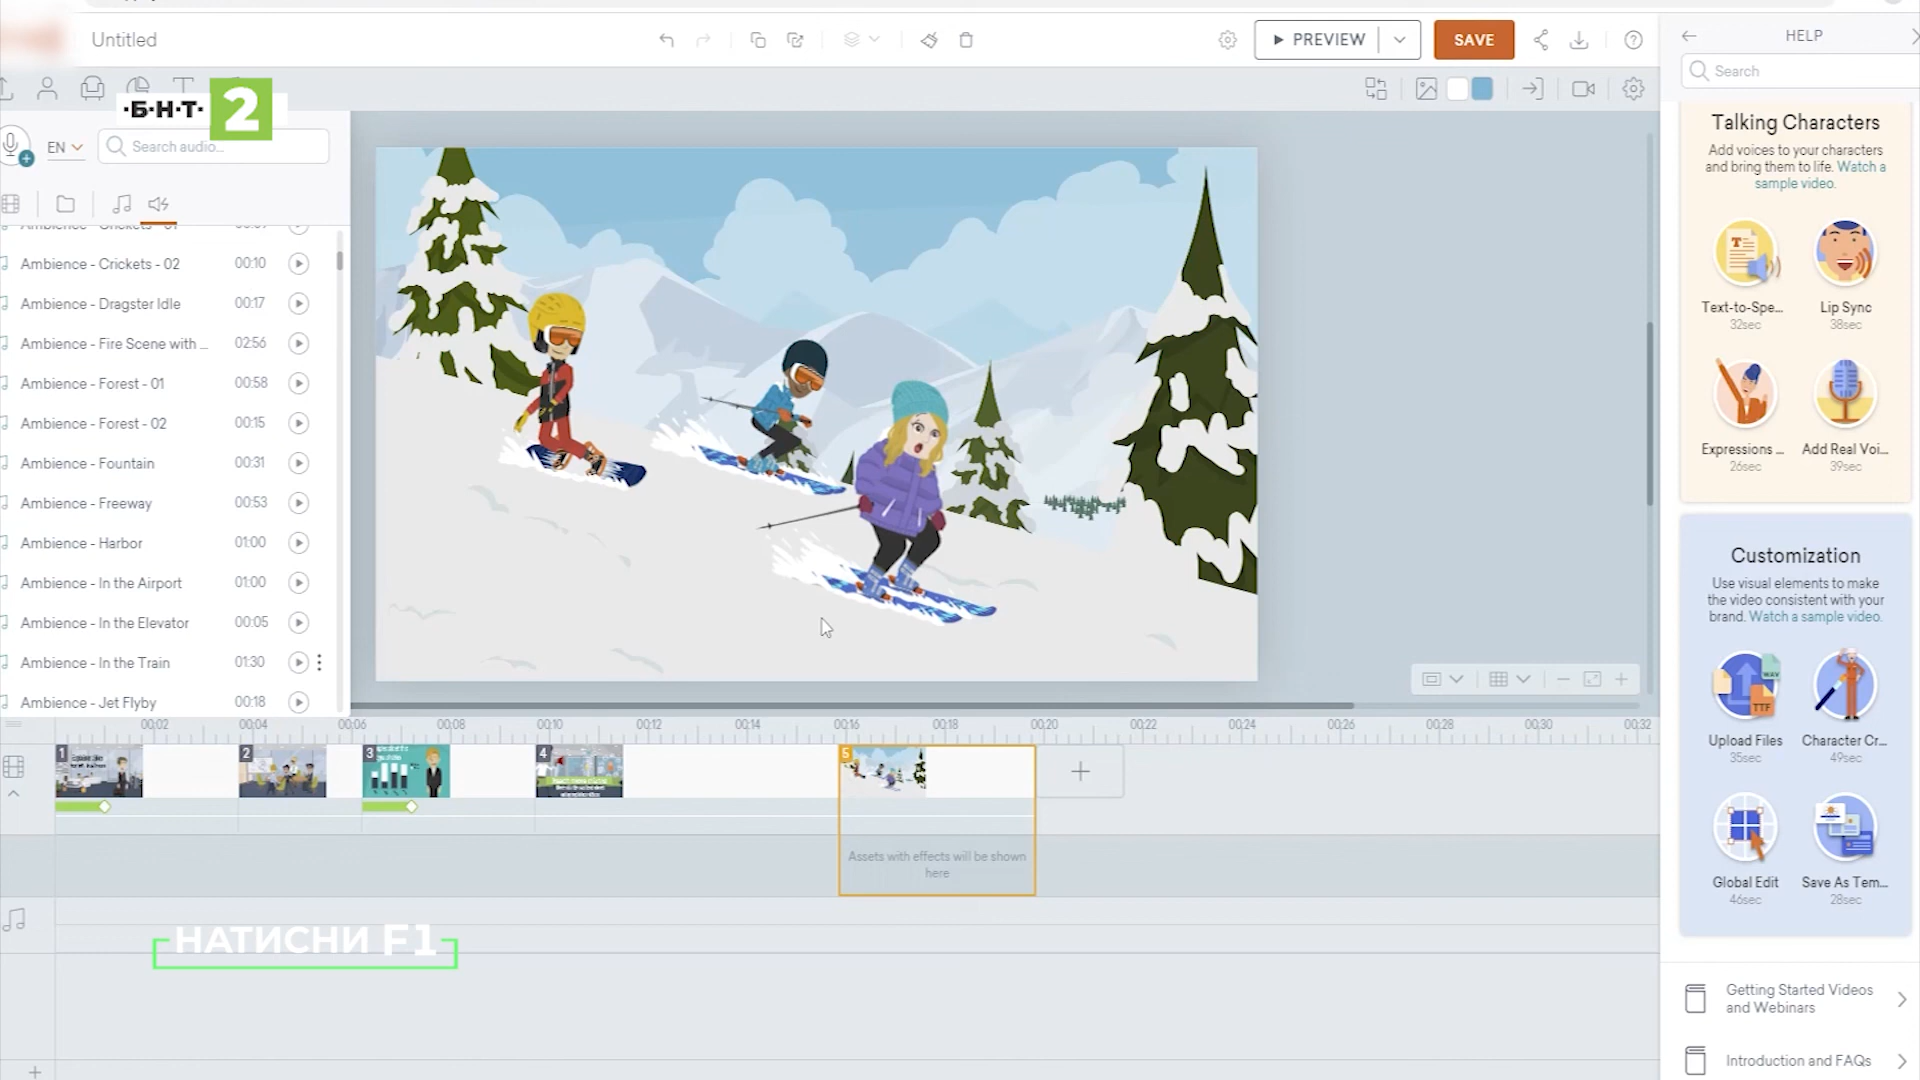 Untitled
PREVIEW
SAVE
HELP
Search
·Б·Н·Т· 2
EN
Search audio...
Ambience - Crickets - 01
Ambience - Crickets - 02 00:10
Ambience - Dragster Idle 00:17
Ambience - Fire Scene with ... 02:56
Ambience - Forest - 01 00:58
Ambience - Forest - 02 00:15
Ambience - Fountain 00:31
Ambience - Freeway 00:53
Ambience - Harbor 01:00
Ambience - In the Airport 01:00
Ambience - In the Elevator 00:05
Ambience - In the Train 01:30
Ambience - Jet Flyby 00:18
Talking Characters
Add voices to your characters
and bring them to life. Watch a
sample video.
Text-to-Spe... Lip Sync
32sec 38sec
Expressions ... Add Real Voi...
26sec 39sec
Customization
Use visual elements to make
the video consistent with your
brand. Watch a sample video.
WAV
TTF
Upload Files Character Cr...
35sec 49sec
Global Edit Save As Tem...
46sec 28sec
Getting Started Videos
and Webinars
Introduction and FAQs
00:02 00:04 00:06 00:08 00:10 00:12 00:14 00:16 00:18 00:20 00:22 00:24 00:26 00:28 00:30 00:32
1 2 3 4 5
Assets with effects will be shown
here
НАТИСНИ F1